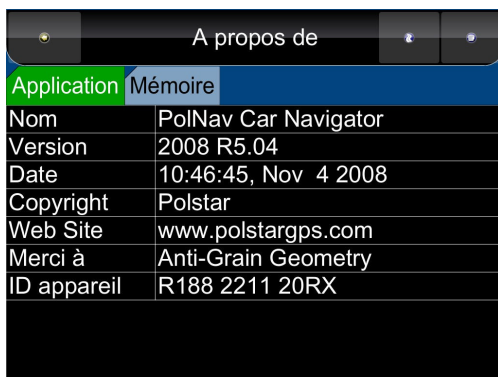 A propos de
Application Mémoire
Nom PolNav Car Navigator
Version 2008 R5.04
Date 10:46:45, Nov 4 2008
Copyright Polstar
Web Site www.polstargps.com
Merci à Anti-Grain Geometry
ID appareil R188 2211 20RX